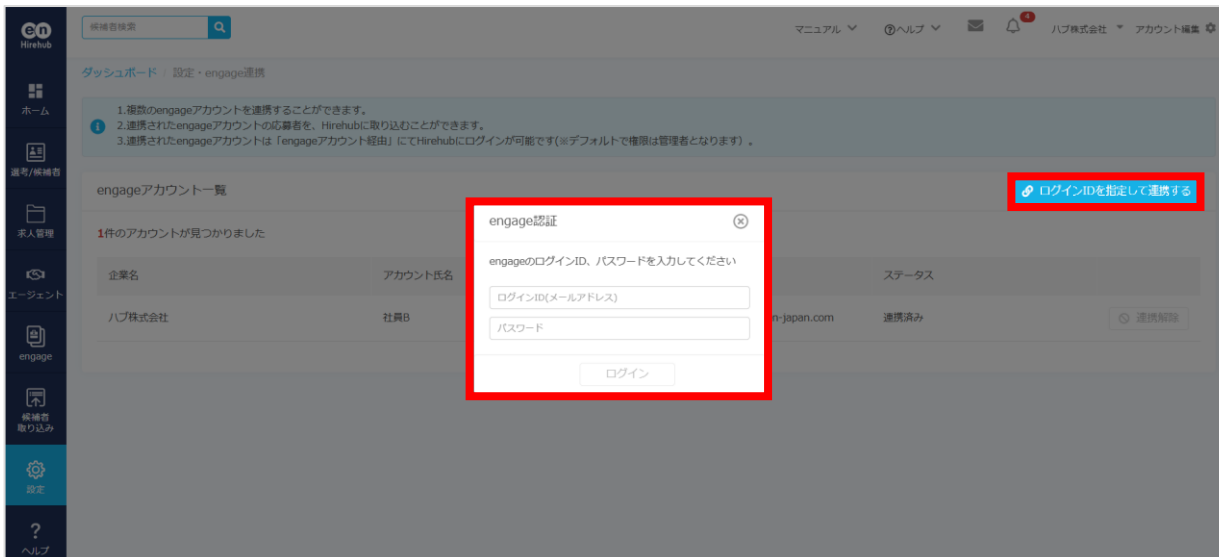 en
Hirehub
候補者検索
マニュアル
?ヘルプ
4
ハブ株式会社
アカウント編集
ダッシュボード / 設定・engage連携
1.複数のengageアカウントを連携することができます。
2.連携されたengageアカウントの応募者を、Hirehubに取り込むことができます。
3.連携されたengageアカウントは「engageアカウント経由」にてHirehubにログインが可能です(※デフォルトで権限は管理者となります）。
ホーム
選考/候補者
求人管理
エージェント
engage
候補者
取り込み
設定
?
ヘルプ
engageアカウント一覧
ログインIDを指定して連携する
1件のアカウントが見つかりました
企業名
アカウント氏名
ステータス
ハブ株式会社
社員B
n-japan.com
連携済み
連携解除
engage認証
engageのログインID、パスワードを入力してください
ログインID(メールアドレス)
パスワード
ログイン